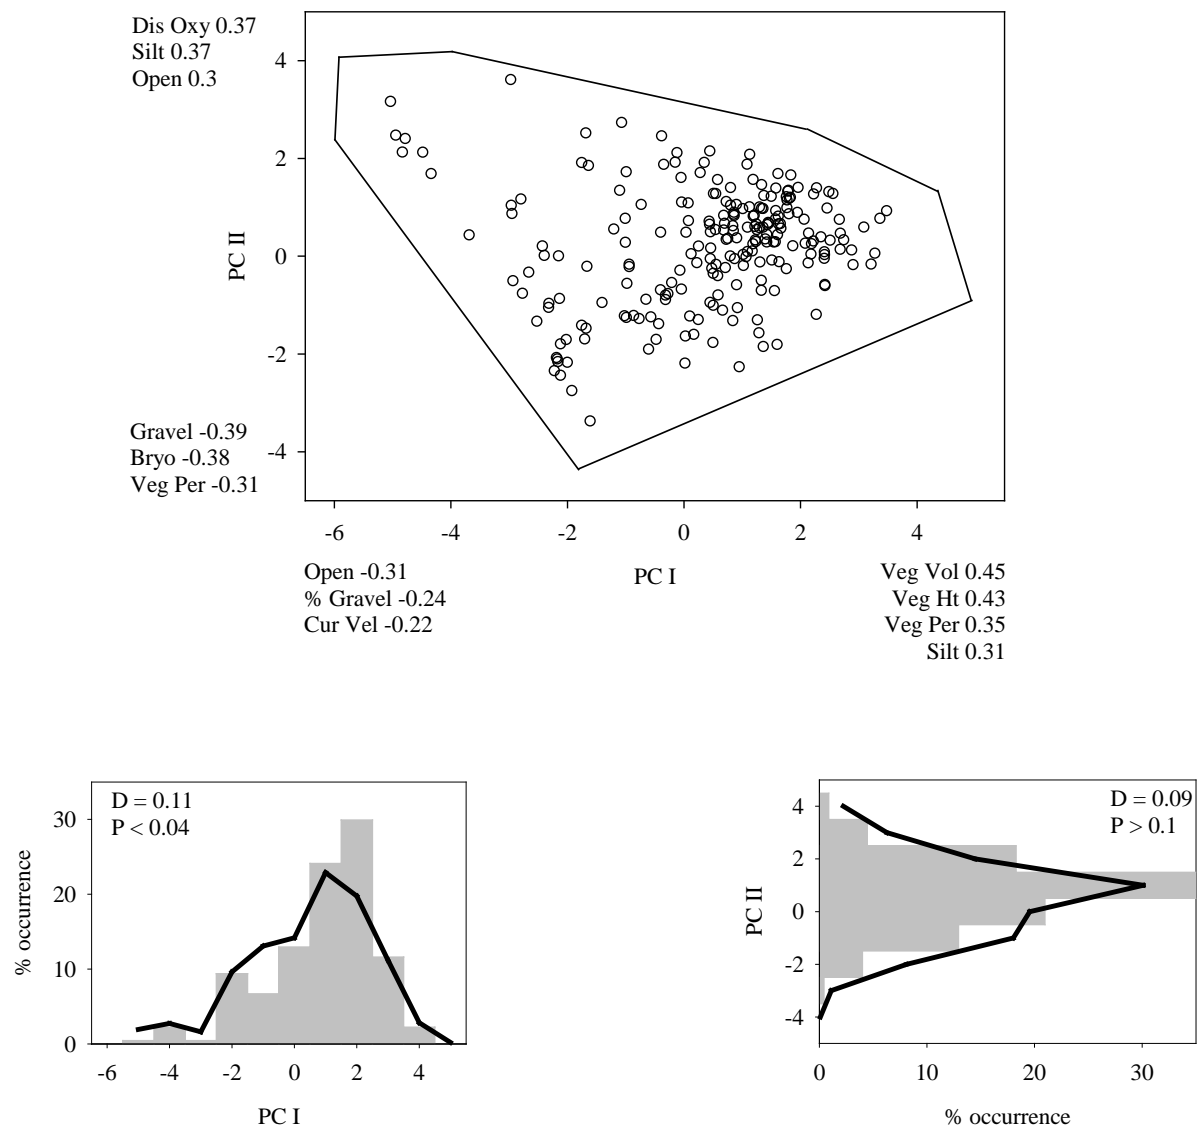 Dis Oxy 0.37
Silt 0.37
Open 0.3
4
2
0
-2
-4
PC II
Gravel -0.39
Bryo -0.38
Veg Per -0.31
-6 -4 -2 0 2 4
PC I
Open -0.31
% Gravel -0.24
Cur Vel -0.22
Veg Vol 0.45
Veg Ht 0.43
Veg Per 0.35
Silt 0.31
D = 0.11
P < 0.04
30
20
10
0
% occurrence
-6 -4 -2 0 2 4
PC I
D = 0.09
P > 0.1
4
2
0
-2
-4
PC II
0 10 20 30
% occurrence